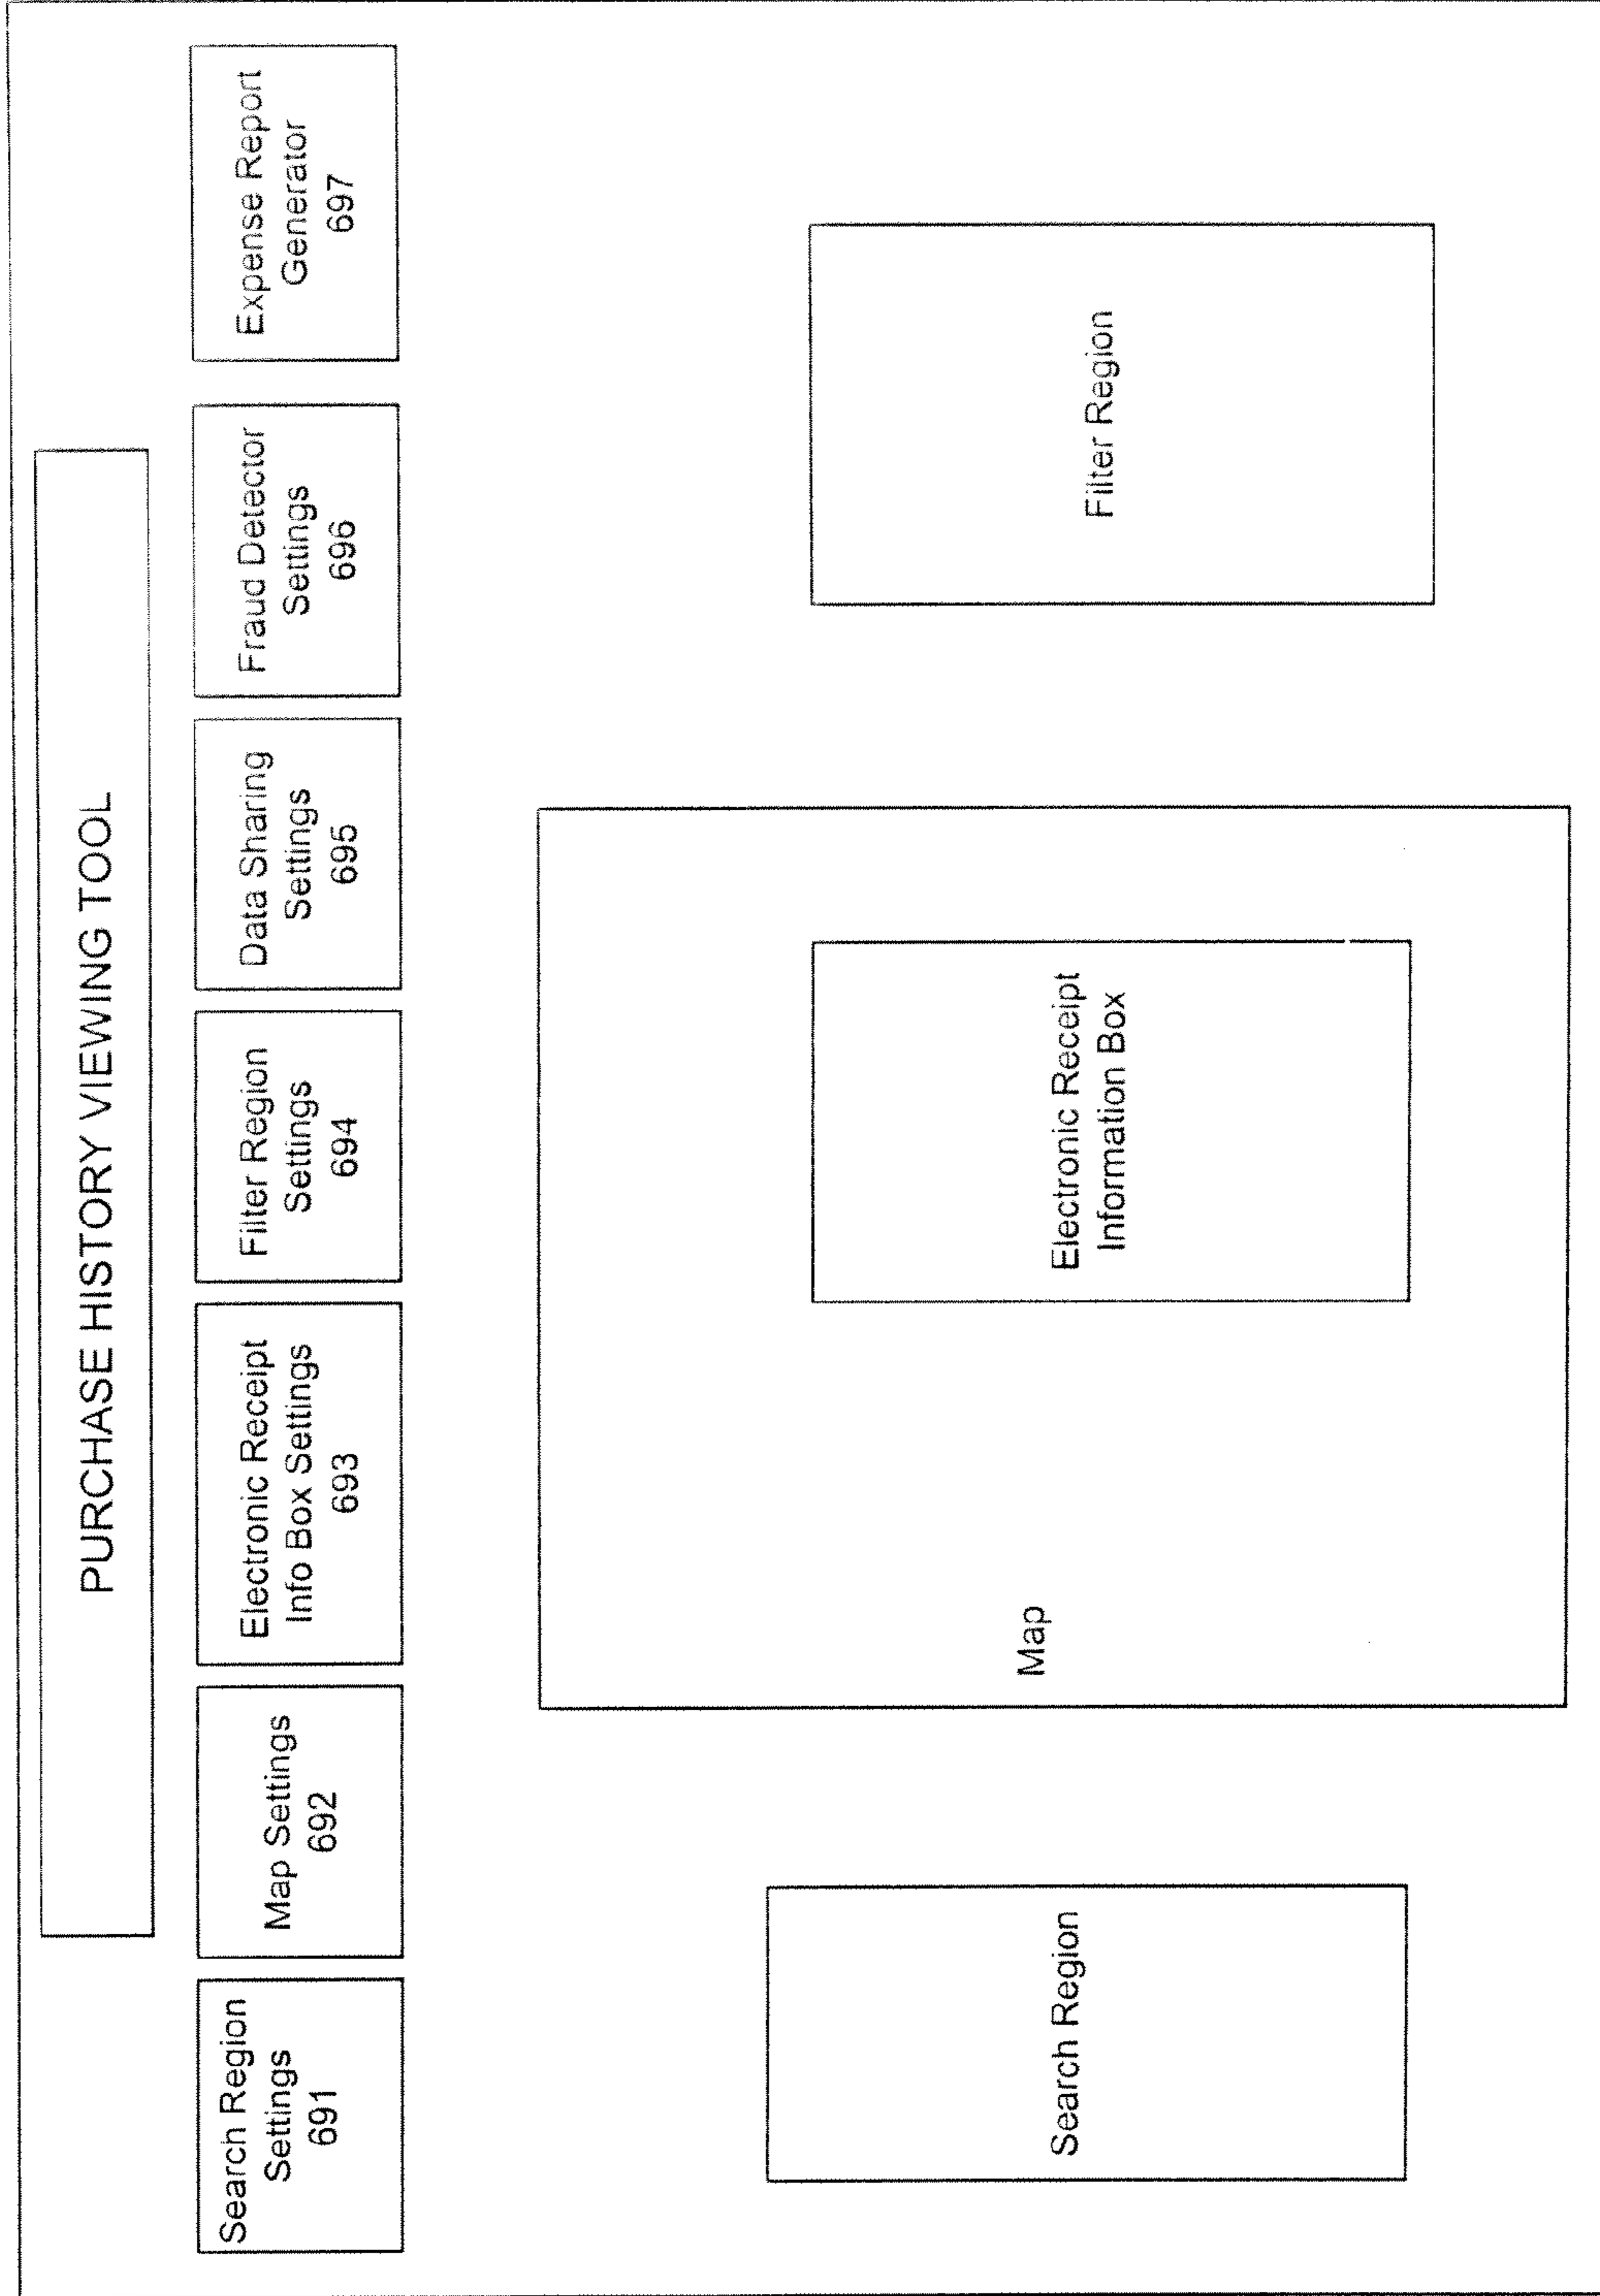 PURCHASE HISTORY VIEWING TOOL
Search Region
Settings
691
Map Settings
692
Electronic Receipt
Info Box Settings
693
Filter Region
Settings
694
Data Sharing
Settings
695
Fraud Detector
Settings
696
Expense Report
Generator
697
Search Region
Map
Electronic Receipt
Information Box
Filter Region